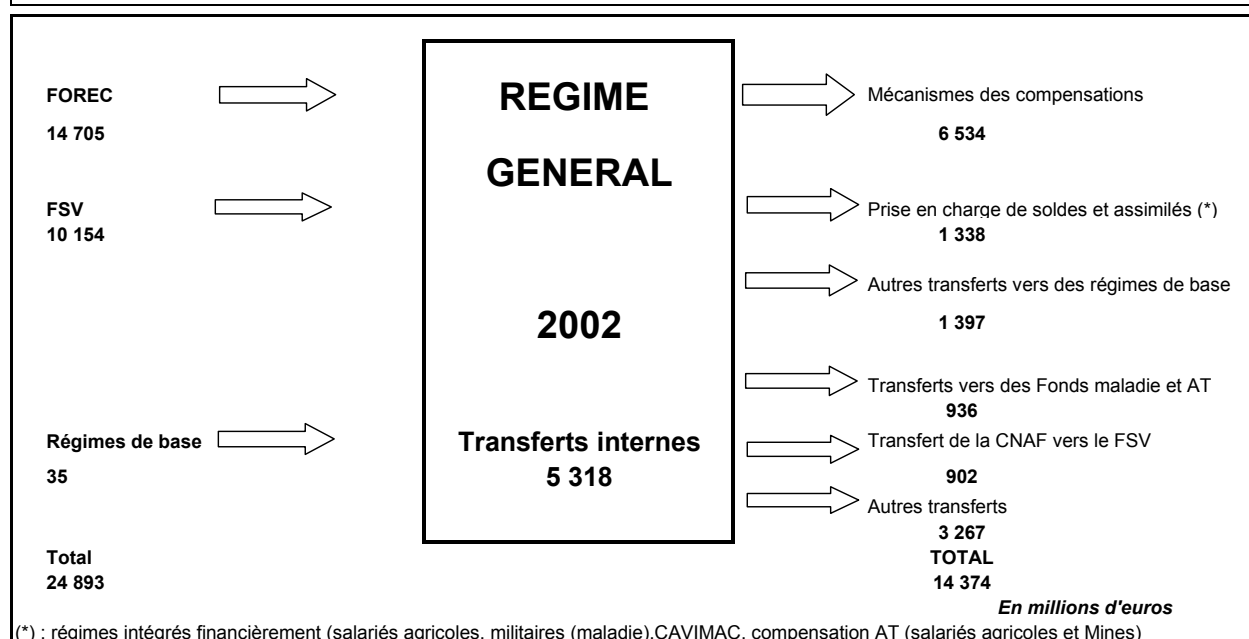 FOREC
14 705
FSV
10 154
Régimes de base
35
Total
24 893
REGIME
GENERAL
2002
Transferts internes
5 318
Mécanismes des compensations
6 534
Prise en charge de soldes et assimilés (*)
1 338
Autres transferts vers des régimes de base
1 397
Transferts vers des Fonds maladie et AT
936
Transfert de la CNAF vers le FSV
902
Autres transferts
3 267
TOTAL
14 374
En millions d'euros
(*) : régimes intégrés financièrement (salariés agricoles, militaires (maladie),CAVIMAC, compensation AT (salariés agricoles et Mines)